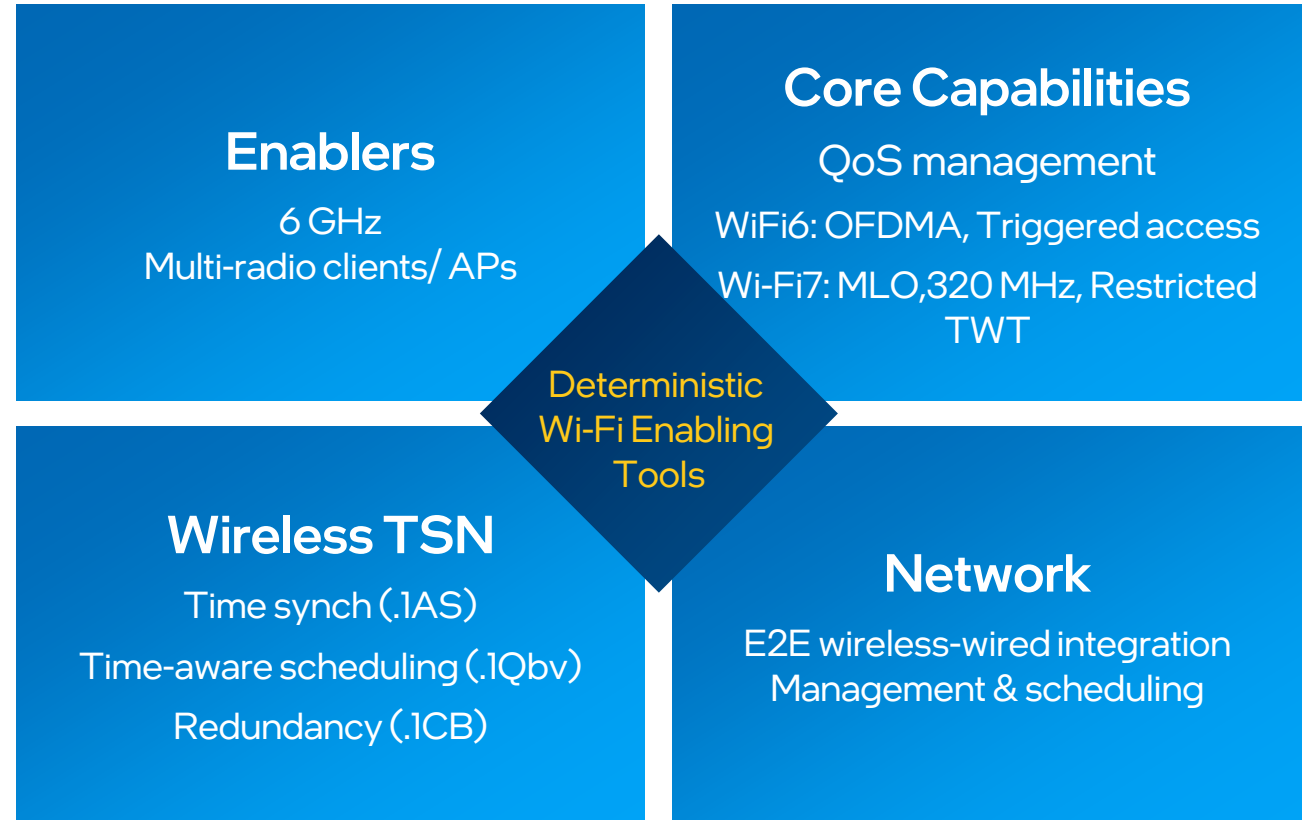 Enablers
6 GHz
Multi-radio clients/ APs
Core Capabilities
QoS management
WiFi6: OFDMA, Triggered access
Wi-Fi7: MLO,320 MHz, Restricted
TWT
Deterministic
Wi-Fi Enabling
Tools
Wireless TSN
Time synch (.1AS)
Time-aware scheduling (.1Qbv)
Redundancy (.1CB)
Network
E2E wireless-wired integration
Management & scheduling